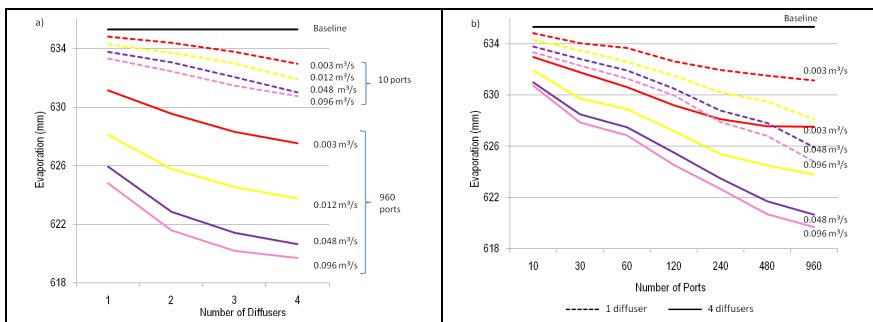 a)
Baseline
634
630
626
622
618
Evaporation (mm)
0.003 m³/s
0.012 m³/s
0.048 m³/s
0.096 m³/s
10 ports
0.003 m³/s
0.012 m³/s
0.048 m³/s
0.096 m³/s
960
ports
1 2 3 4
Number of Diffusers
b)
Baseline
634
630
626
622
618
Evaporation (mm)
0.003 m³/s
0.003 m³/s
0.048 m³/s
0.096 m³/s
0.012 m³/s
0.048 m³/s
0.096 m³/s
10 30 60 120 240 480 960
Number of Ports
1 diffuser 4 diffusers